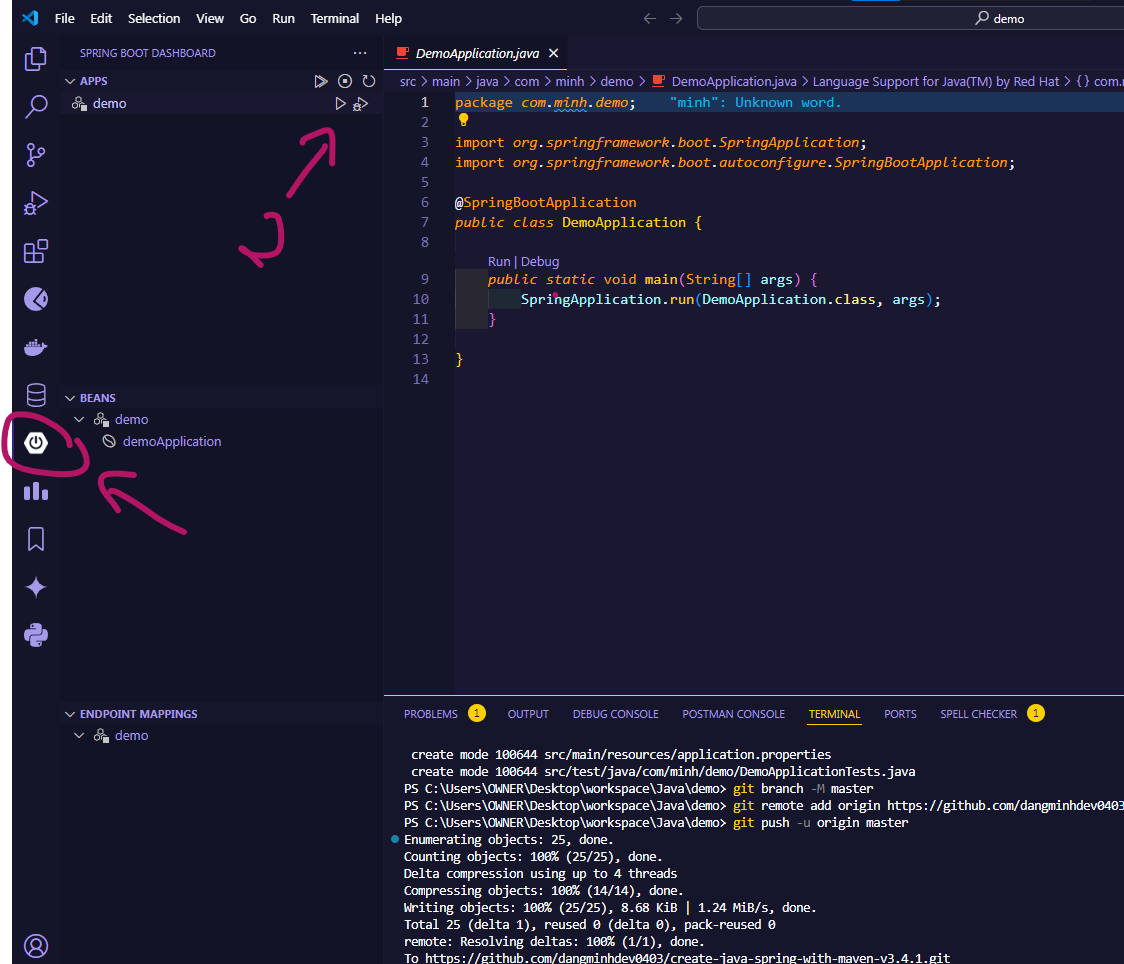 File Edit Selection View Go Run Terminal Help
demo
SPRING BOOT DASHBOARD
APPS
demo
BEANS
demo
demoApplication
ENDPOINT MAPPINGS
demo
DemoApplication.java
src > main > java > com > minh > demo > DemoApplication.java > Language Support for Java(TM) by Red Hat > {} com.m
1 package com.minh.demo; "minh": Unknown word.
2
3 import org.springframework.boot.SpringApplication;
4 import org.springframework.boot.autoconfigure.SpringBootApplication;
5
6 @SpringBootApplication
7 public class DemoApplication {
8
Run | Debug
9 public static void main(String[] args) {
10 SpringApplication.run(DemoApplication.class, args);
11 }
12
13 }
14
PROBLEMS 1 OUTPUT DEBUG CONSOLE POSTMAN CONSOLE TERMINAL PORTS SPELL CHECKER 1
create mode 100644 src/main/resources/application.properties
create mode 100644 src/test/java/com/minh/demo/DemoApplicationTests.java
PS C:\Users\OWNER\Desktop\workspace\Java\demo> git branch -M master
PS C:\Users\OWNER\Desktop\workspace\Java\demo> git remote add origin https://github.com/dangminhdev0403
PS C:\Users\OWNER\Desktop\workspace\Java\demo> git push -u origin master
Enumerating objects: 25, done.
Counting objects: 100% (25/25), done.
Delta compression using up to 4 threads
Compressing objects: 100% (14/14), done.
Writing objects: 100% (25/25), 8.68 KiB | 1.24 MiB/s, done.
Total 25 (delta 1), reused 0 (delta 0), pack-reused 0
remote: Resolving deltas: 100% (1/1), done.
To https://github.com/dangminhdev0403/create-java-spring-with-maven-v3.4.1.git